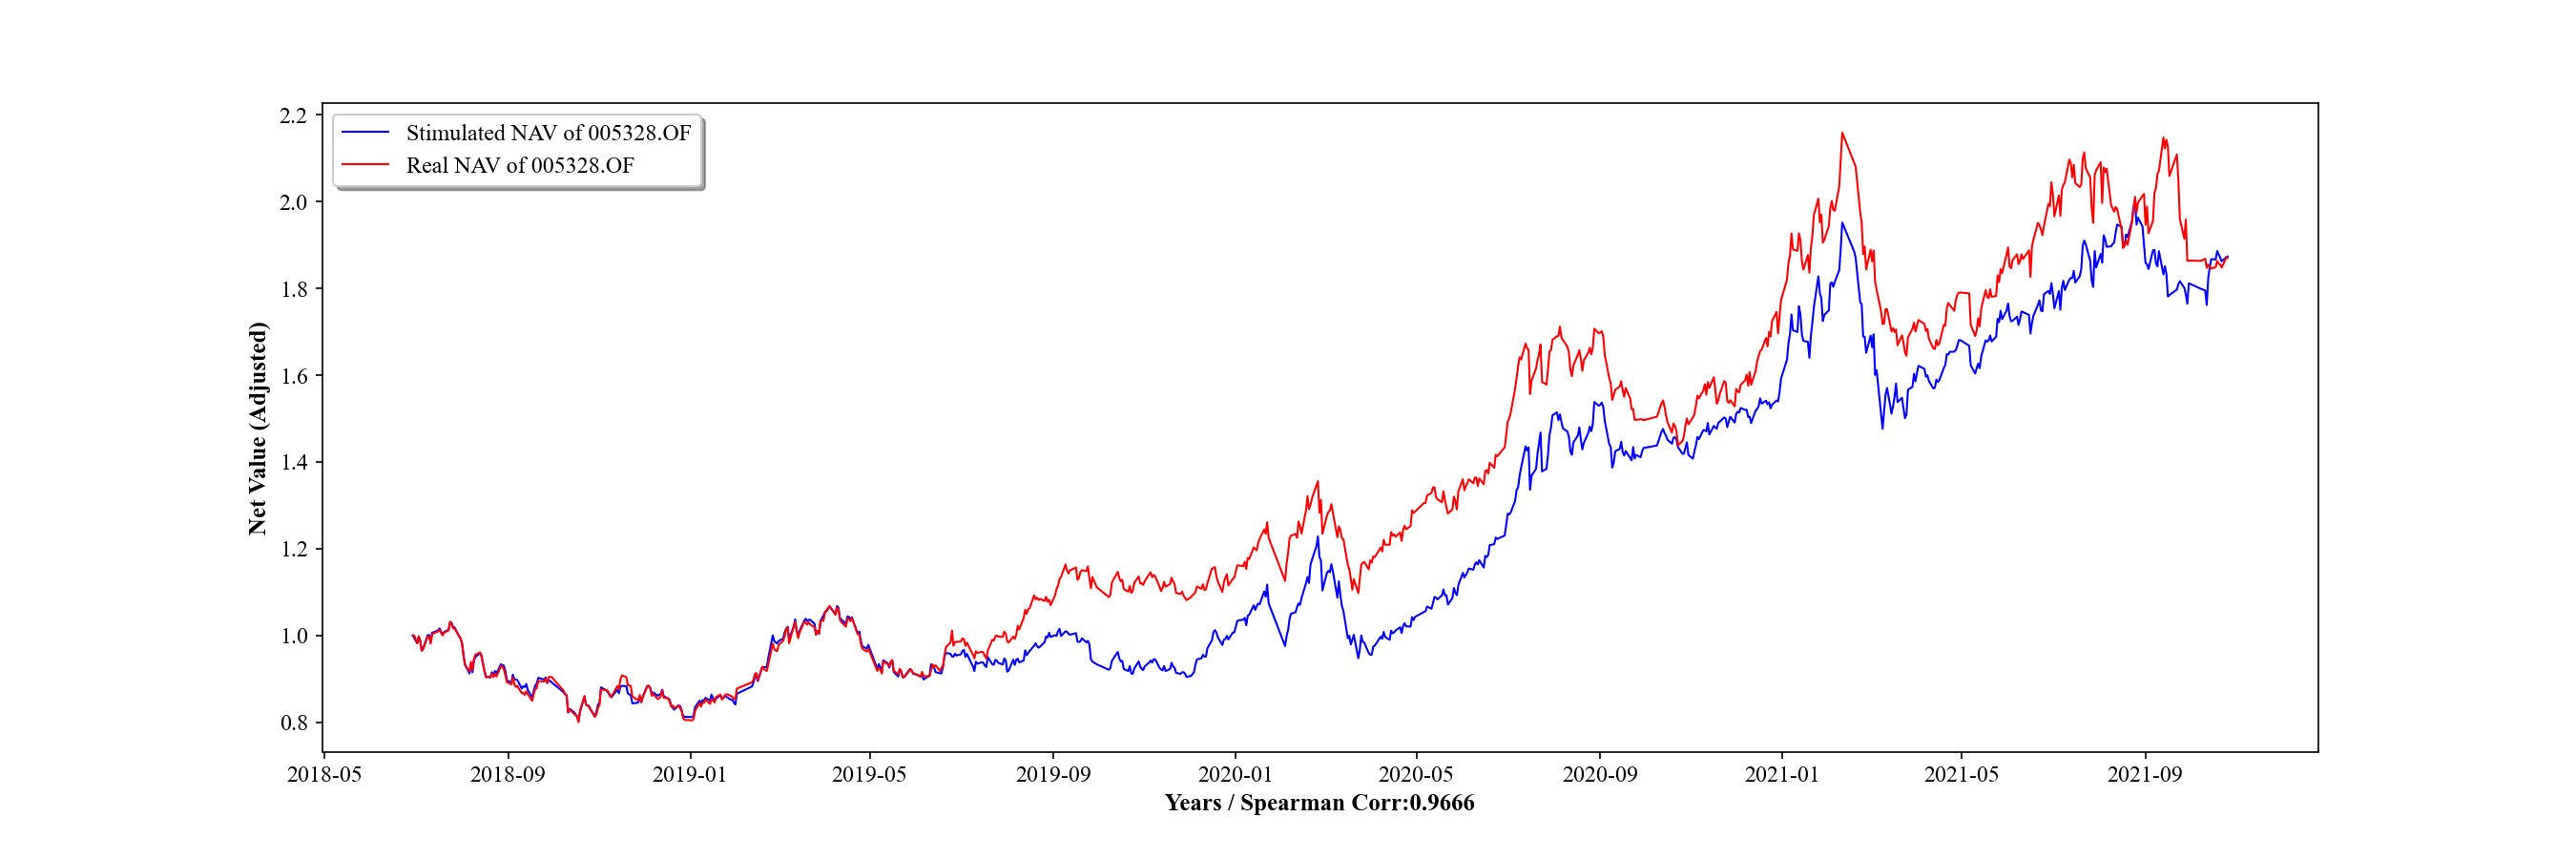 2.2
2.0
1.8
1.6
1.4
1.2
1.0
0.8
Net Value (Adjusted)
Stimulated NAV of 005328.OF
Real NAV of 005328.OF
2018-05 2018-09 2019-01 2019-05 2019-09 2020-01 2020-05 2020-09 2021-01 2021-05 2021-09
Years / Spearman Corr:0.9666